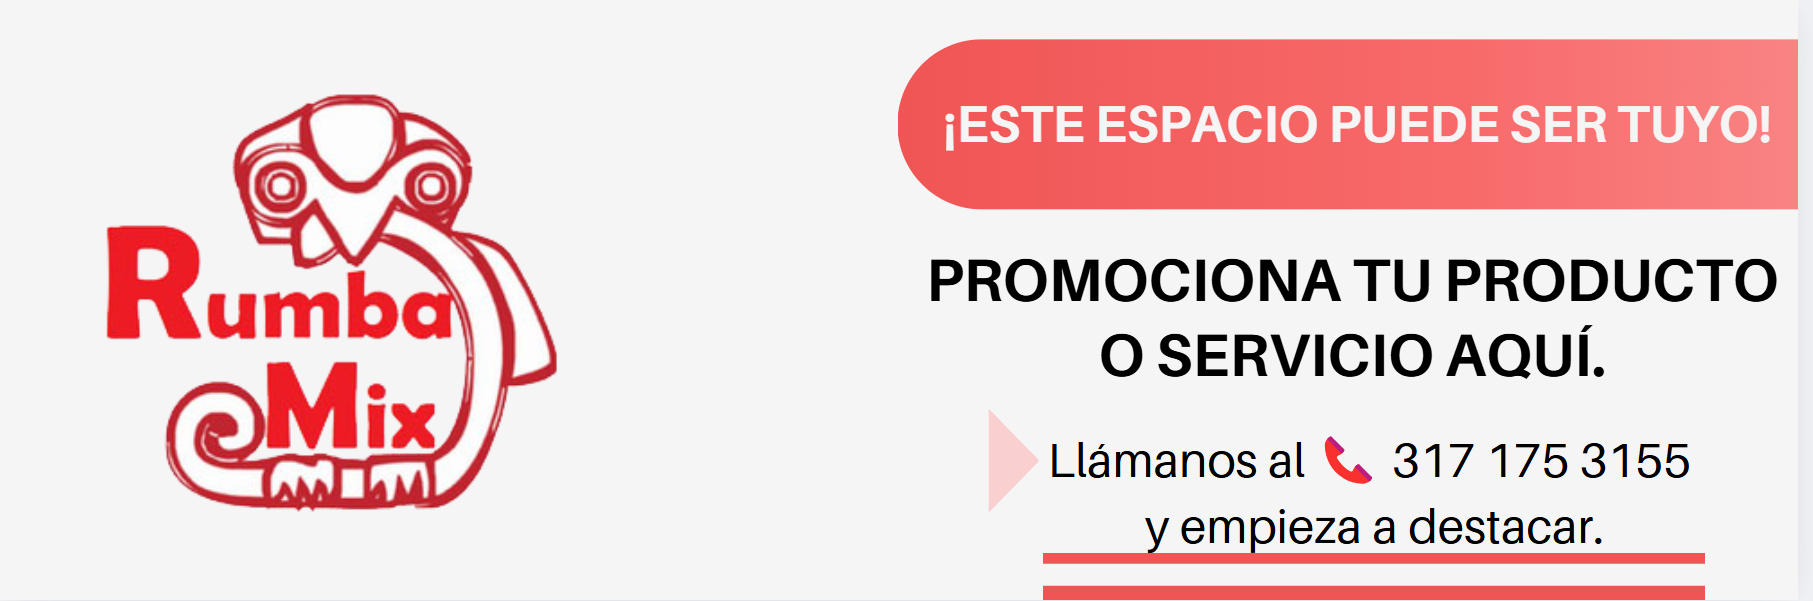 Rumba
Mix
¡ESTE ESPACIO PUEDE SER TUYO!
PROMOCIONA TU PRODUCTO
O SERVICIO AQUÍ.
Llámanos al 317 175 3155
y empieza a destacar.